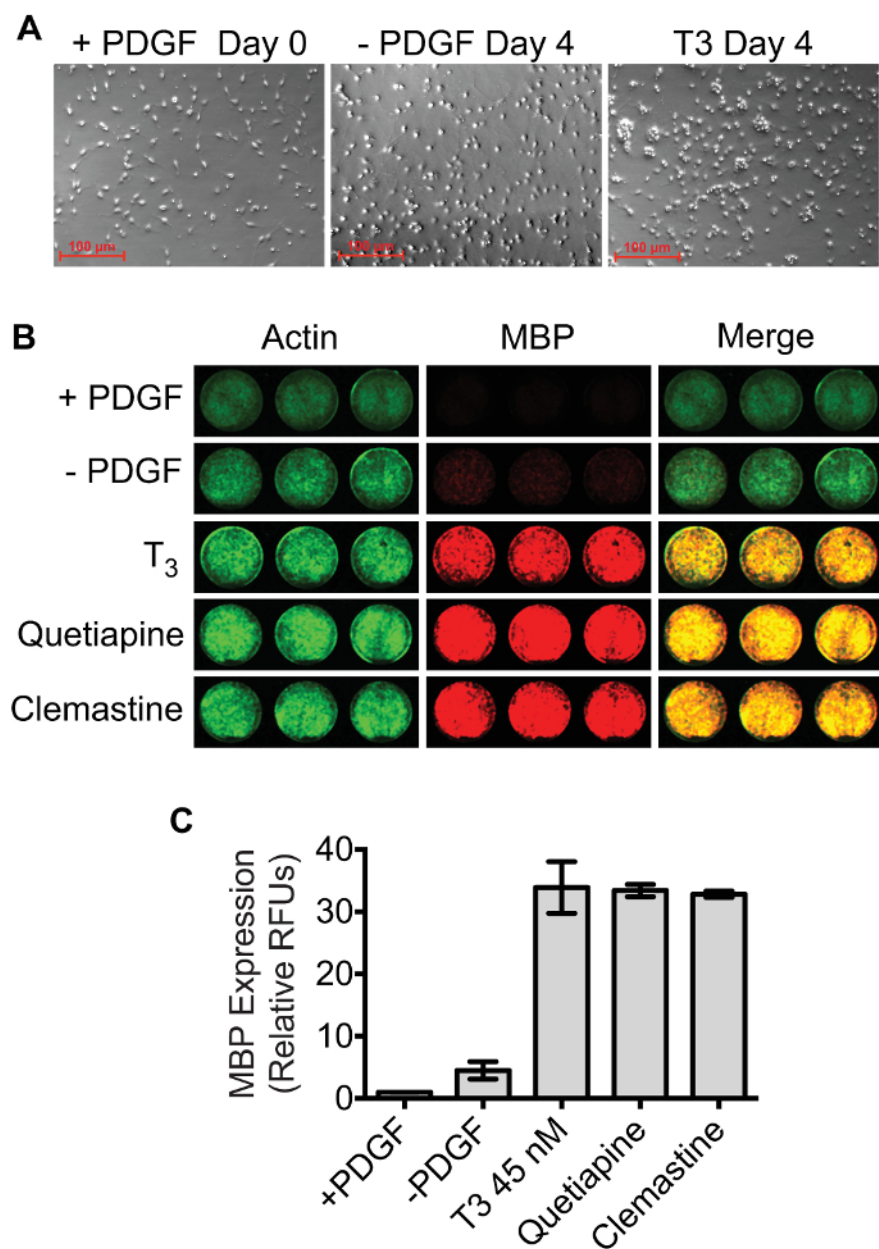 A
+ PDGF Day 0
- PDGF Day 4
T3 Day 4
100 µm
100 µm
100 µm
B
Actin
MBP
Merge
+ PDGF
- PDGF
T3
Quetiapine
Clemastine
C
MBP Expression
(Relative RFUs)
40
30
20
10
0
+PDGF
-PDGF
T3 45 nM
Quetiapine
Clemastine